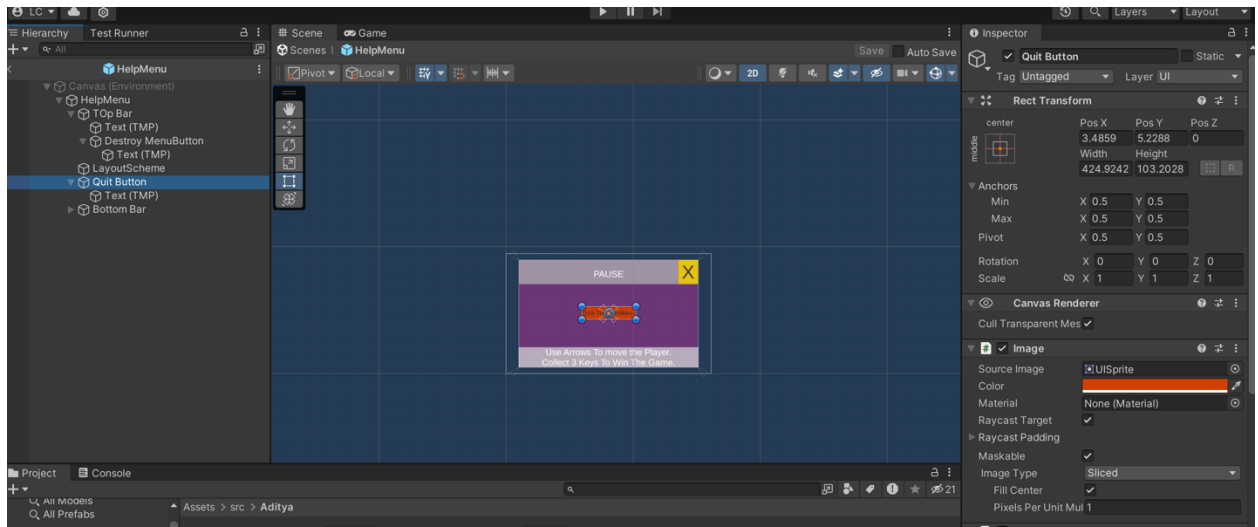 LC
Layers
Layout
Hierarchy
Test Runner
All
HelpMenu
Canvas (Environment)
HelpMenu
TOp Bar
Text (TMP)
Destroy MenuButton
Text (TMP)
LayoutScheme
Quit Button
Text (TMP)
Bottom Bar
Scene
Game
Scenes
HelpMenu
Save
Auto Save
Pivot
Local
2D
PAUSE
X
Use Arrows To move the Player.
Collect 3 Keys To Win The Game.
Inspector
Quit Button
Static
Tag Untagged
Layer UI
Rect Transform
center
middle
Pos X Pos Y Pos Z
3.4859 5.2288 0
Width Height
424.9242 103.2028
R
Anchors
Min X 0.5 Y 0.5
Max X 0.5 Y 0.5
Pivot X 0.5 Y 0.5
Rotation X 0 Y 0 Z 0
Scale X 1 Y 1 Z 1
Canvas Renderer
Cull Transparent Mes
Image
Source Image UISprite
Color
Material None (Material)
Raycast Target
Raycast Padding
Maskable
Image Type Sliced
Fill Center
Pixels Per Unit Mul 1
Project
Console
21
All Models
All Prefabs
Assets > src > Aditya